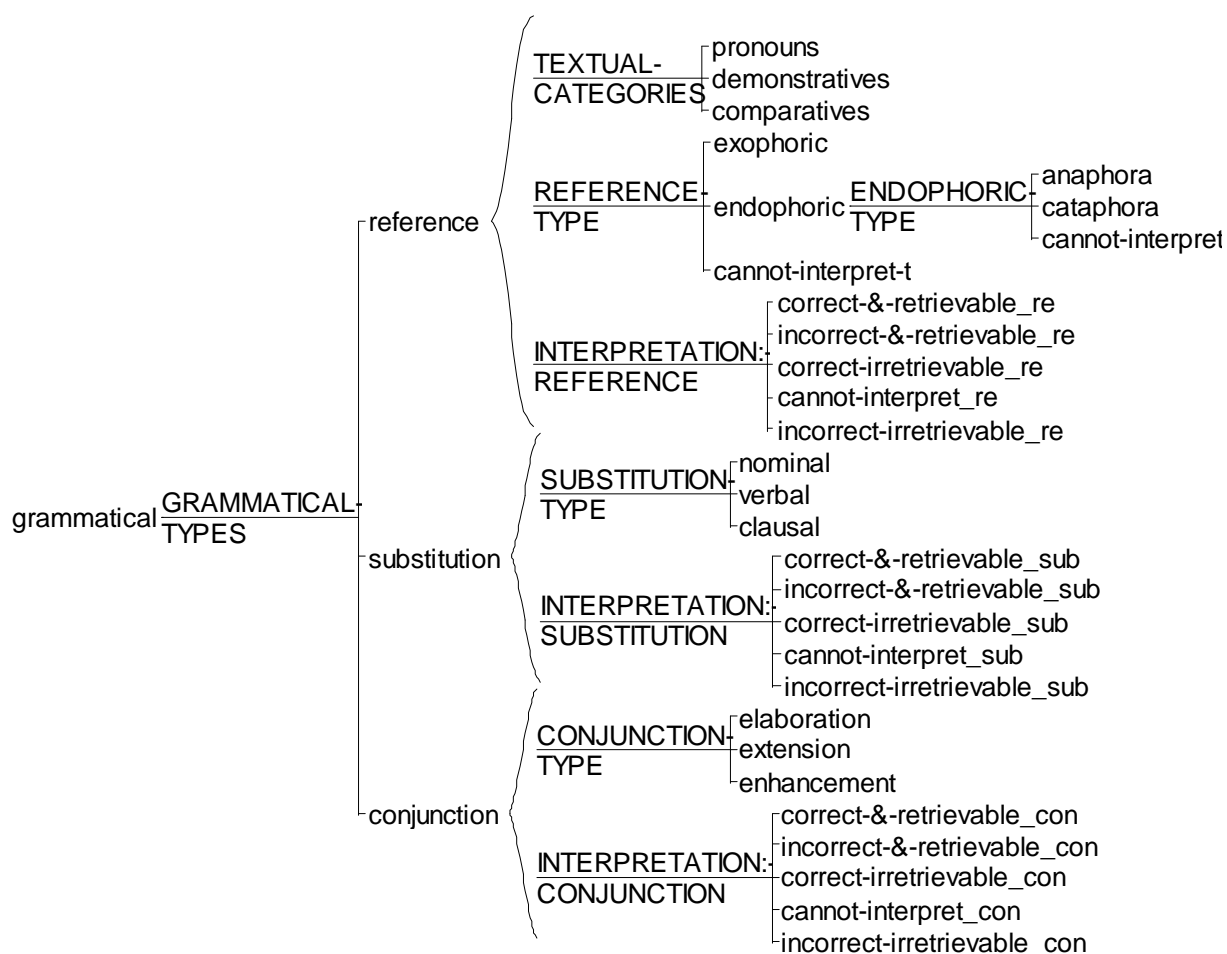 pronouns
TEXTUAL-
demonstratives
CATEGORIES
comparatives
exophoric
anaphora
REFERENCE-
endophoric
ENDOPHORIC-
cataphora
TYPE
TYPE
cannot-interpret
reference
cannot-interpret-t
correct-&-retrievable_re
incorrect-&-retrievable_re
INTERPRETATION:-
correct-irretrievable_re
REFERENCE
cannot-interpret_re
incorrect-irretrievable_re
nominal
SUBSTITUTION-
verbal
TYPE
clausal
grammatical
GRAMMATICAL-
TYPES
substitution
correct-&-retrievable_sub
incorrect-&-retrievable_sub
INTERPRETATION:-
correct-irretrievable_sub
SUBSTITUTION
cannot-interpret_sub
incorrect-irretrievable_sub
elaboration
CONJUNCTION-
extension
TYPE
enhancement
conjunction
correct-&-retrievable_con
incorrect-&-retrievable_con
INTERPRETATION:-
correct-irretrievable_con
CONJUNCTION
cannot-interpret_con
incorrect-irretrievable_con